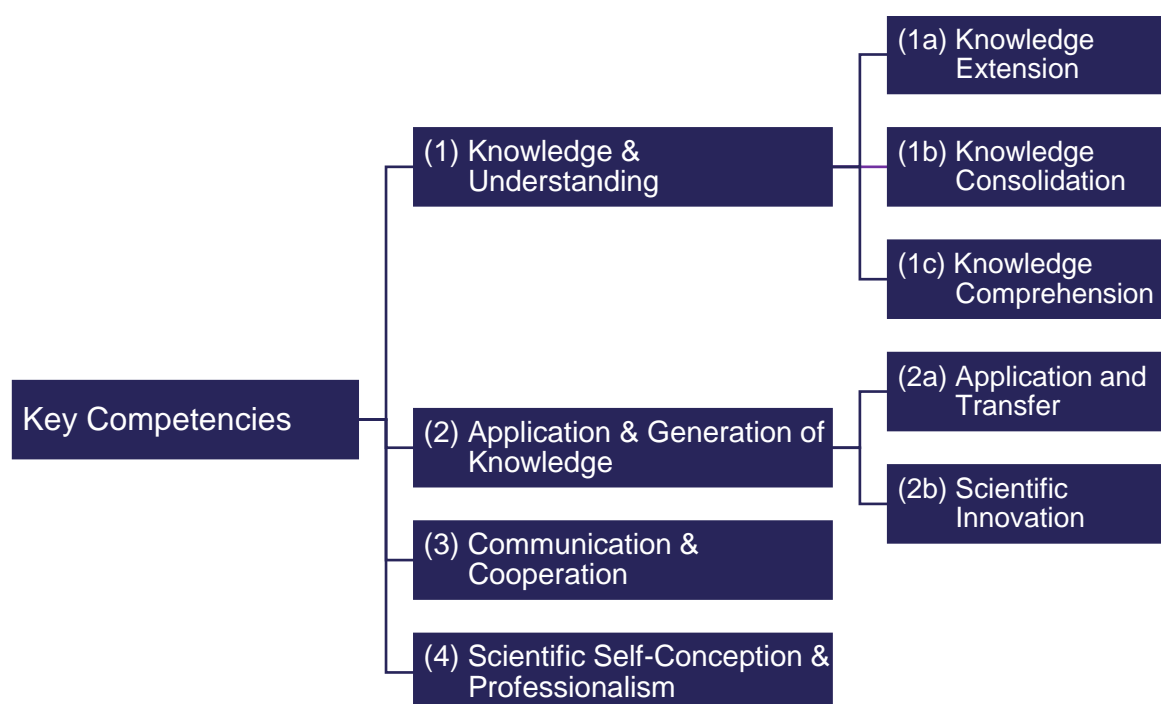 Key Competencies
(1) Knowledge &
Understanding
(1a) Knowledge
Extension
(1b) Knowledge
Consolidation
(1c) Knowledge
Comprehension
(2) Application & Generation of
Knowledge
(2a) Application and
Transfer
(2b) Scientific
Innovation
(3) Communication &
Cooperation
(4) Scientific Self-Conception &
Professionalism